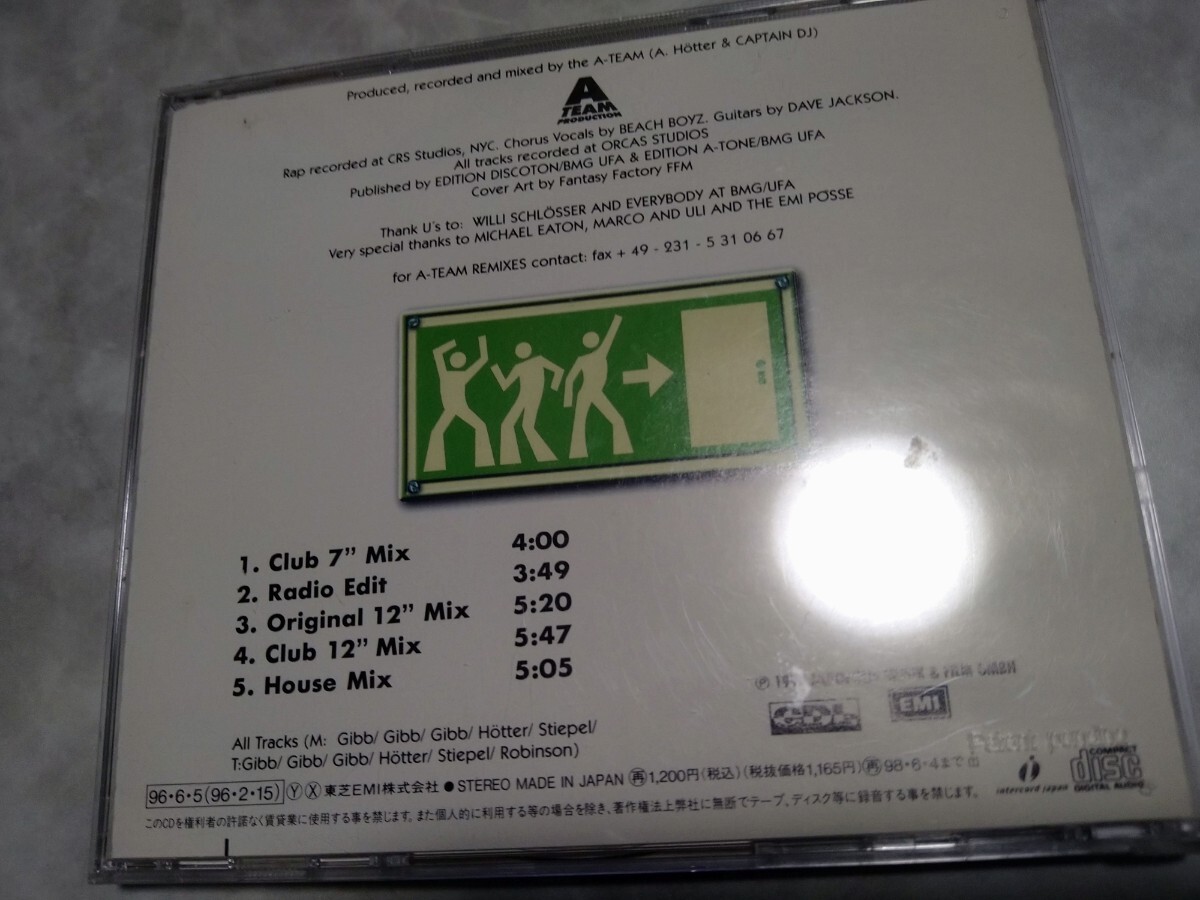 Produced, recorded and mixed by the A-TEAM (A. Hötter & CAPTAIN DJ)
A
TEAM
PRODUCTION
Rap recorded at CRS Studios, NYC. Chorus Vocals by BEACH BOYZ. Guitars by DAVE JACKSON.
All tracks recorded at ORCAS STUDIOS
Published by EDITION DISCOTON/BMG UFA & EDITION A-TONE/BMG UFA
Cover Art by Fantasy Factory FFM
Thank U's to: WILLI SCHLÖSSER AND EVERYBODY AT BMG/UFA
Very special thanks to MICHAEL EATON, MARCO AND ULI AND THE EMI POSSE
for A-TEAM REMIXES contact: fax + 49 - 231 - 5 31 06 67
1. Club 7" Mix 4:00
2. Radio Edit 3:49
3. Original 12" Mix 5:20
4. Club 12" Mix 5:47
5. House Mix 5:05
& FILM GMBH
EMI
All Tracks (M: Gibb/ Gibb/ Gibb/ Hötter/ Stiepel/
T:Gibb/ Gibb/ Gibb/ Hötter/ Stiepel/ Robinson)
Patent pending
COMPACT
disc
DIGITAL AUDIO
intercord japan
96・6・5(96・2・15) Ⓨ Ⓧ 東芝EMI株式会社 ●STEREO MADE IN JAPAN ㊢1,200円(税込)(税抜価格1,165円)㊢98・6・4まで
このCDを権利者の許諾なく賃貸業に使用する事を禁じます。また個人的に利用する等の場合を除き、著作権法上弊社に無断でテープ、ディスク等に録音する事を禁じます。